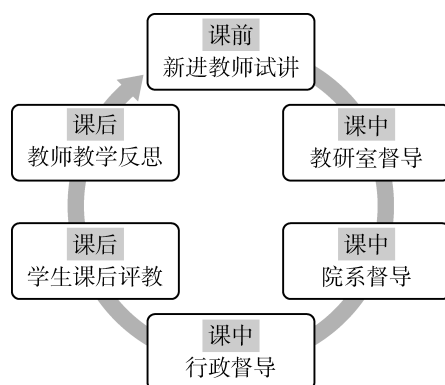 课前
新进教师试讲
课中
教研室督导
课中
院系督导
课中
行政督导
课后
学生课后评教
课后
教师教学反思